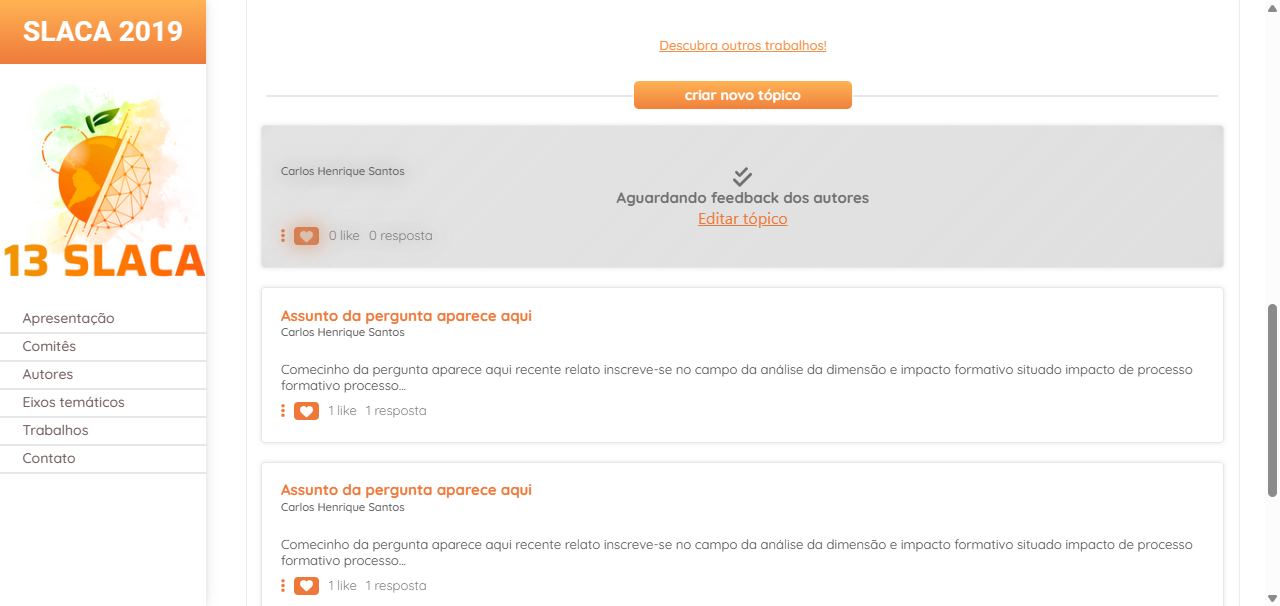 SLACA 2019
13 SLACA
Apresentação
Comitês
Autores
Eixos temáticos
Trabalhos
Contato
Descubra outros trabalhos!
criar novo tópico
Carlos Henrique Santos
Aguardando feedback dos autores
Editar tópico
0 like 0 resposta
Assunto da pergunta aparece aqui
Carlos Henrique Santos
Comecinho da pergunta aparece aqui recente relato inscreve-se no campo da análise da dimensão e impacto formativo situado impacto de processo
formativo processo...
1 like 1 resposta
Assunto da pergunta aparece aqui
Carlos Henrique Santos
Comecinho da pergunta aparece aqui recente relato inscreve-se no campo da análise da dimensão e impacto formativo situado impacto de processo
formativo processo...
1 like 1 resposta